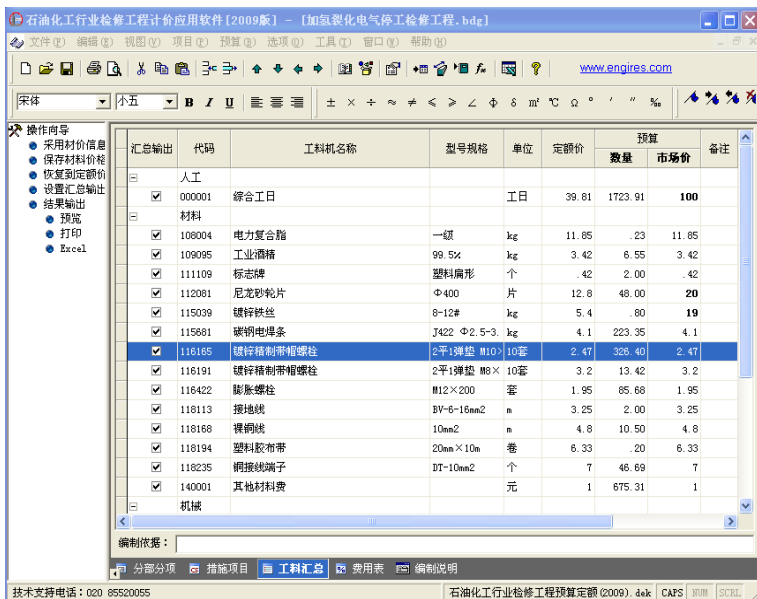 石油化工行业检修工程计价应用软件[2009版] - [加氢裂化电气停工检修工程.bdg]
文件(F) 编辑(E) 视图(V) 项目(P) 预算(B) 选项(O) 工具(T) 窗口(W) 帮助(H)
www.engires.com
宋体 小五 B I U ± × ÷ ≈ ≠ ≤ ≥ ∠ Φ δ m² ℃ Ω ° ′ ″ ‰
操作向导
采用材价信息
保存材料价格
恢复到定额价
设置汇总输出
结果输出
预览
打印
Excel
汇总输出 代码 工料机名称 型号规格 单位 定额价 预算 备注
数量 市场价
人工
000001 综合工日 工日 39.81 1723.91 100
材料
108004 电力复合脂 一级 kg 11.85 .23 11.85
109095 工业酒精 99.5% kg 3.42 6.55 3.42
111109 标志牌 塑料扁形 个 .42 2.00 .42
112081 尼龙砂轮片 Φ400 片 12.8 48.00 20
115039 镀锌铁丝 8-12# kg 5.4 .80 19
115681 碳钢电焊条 J422 Φ2.5-3. kg 4.1 223.35 4.1
116165 镀锌精制带帽螺栓 2平1弹垫 M10× 10套 2.47 326.40 2.47
116191 镀锌精制带帽螺栓 2平1弹垫 M8× 10套 3.2 13.42 3.2
116422 膨胀螺栓 M12×200 套 1.95 85.68 1.95
118113 接地线 BV-6-16mm2 m 3.25 2.00 3.25
118168 裸铜线 10mm2 m 4.8 10.50 4.8
118194 塑料胶布带 20mm×10m 卷 6.33 .20 6.33
118235 铜接线端子 DT-10mm2 个 7 46.69 7
140001 其他材料费 元 1 675.31 1
机械
编制依据：
分部分项 措施项目 工料汇总 费用表 编制说明
技术支持电话：020 85520055 石油化工行业检修工程预算定额(2009).dek CAPS NUM SCRL